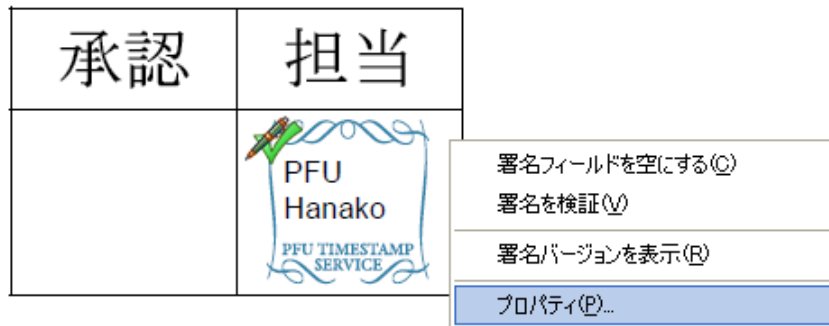 承認 担当
PFU
Hanako
PFU TIMESTAMP
SERVICE
署名フィールドを空にする(C)
署名を検証(V)
署名バージョンを表示(R)
プロパティ(P)...